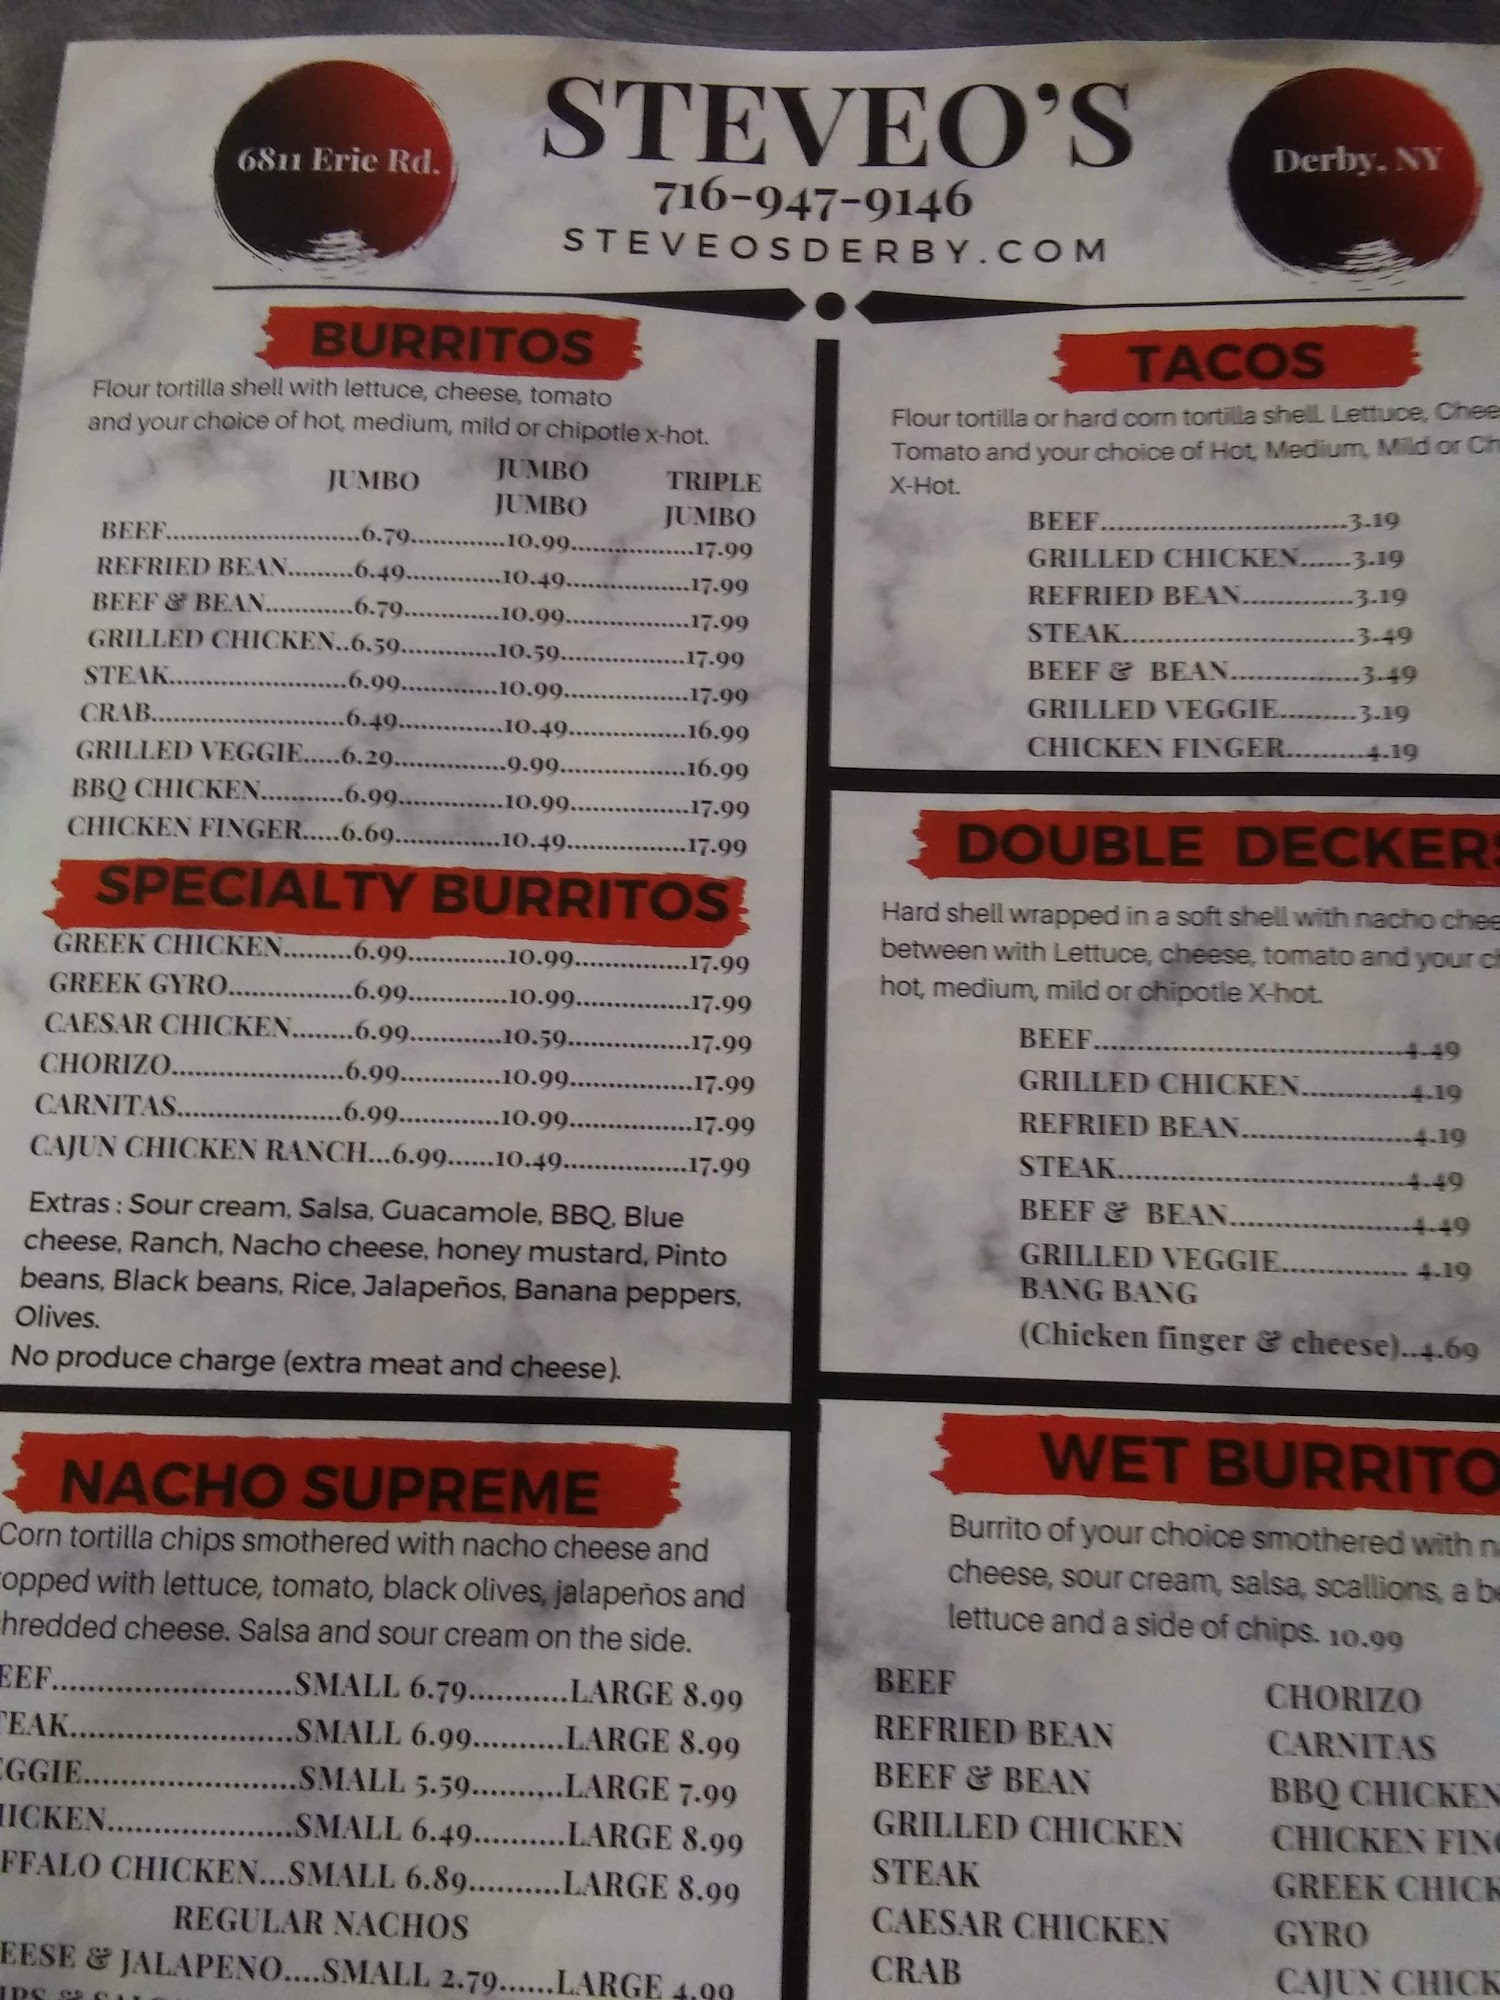 6811 Erie Rd.
STEVEO'S
Derby, NY
716-947-9146
STEVEOSDERBY.COM
BURRITOS
Flour tortilla shell with lettuce, cheese, tomato
and your choice of hot, medium, mild or chipotle x-hot.
JUMBO JUMBO JUMBO TRIPLE JUMBO
BEEF...........................6.79.............10.99.................17.99
REFRIED BEAN.........6.49.............10.49.................17.99
BEEF & BEAN............6.79.............10.99.................17.99
GRILLED CHICKEN..6.59.............10.59.................17.99
STEAK........................6.99.............10.99.................17.99
CRAB..........................6.49..............10.49................16.99
GRILLED VEGGIE.....6.29...............9.99.................16.99
BBQ CHICKEN...........6.99..............10.99................17.99
CHICKEN FINGER.....6.69..............10.49................17.99
SPECIALTY BURRITOS
GREEK CHICKEN.........6.99.............10.99...............17.99
GREEK GYRO................6.99.............10.99...............17.99
CAESAR CHICKEN........6.99............10.59................17.99
CHORIZO.......................6.99.............10.99................17.99
CARNITAS......................6.99.............10.99................17.99
CAJUN CHICKEN RANCH...6.99......10.49................17.99
Extras : Sour cream, Salsa, Guacamole, BBQ, Blue
cheese, Ranch, Nacho cheese, honey mustard, Pinto
beans, Black beans, Rice, Jalapeños, Banana peppers,
Olives.
No produce charge (extra meat and cheese).
NACHO SUPREME
Corn tortilla chips smothered with nacho cheese and
opped with lettuce, tomato, black olives, jalapeños and
hredded cheese. Salsa and sour cream on the side.
EEF..........................SMALL 6.79...........LARGE 8.99
TEAK........................SMALL 6.99..........LARGE 8.99
EGGIE.......................SMALL 5.59..........LARGE 7.99
HICKEN....................SMALL 6.49..........LARGE 8.99
FFALO CHICKEN...SMALL 6.89..........LARGE 8.99
REGULAR NACHOS
EESE & JALAPENO....SMALL 2.79......LARGE 4.99
TACOS
Flour tortilla or hard corn tortilla shell. Lettuce, Chee
Tomato and your choice of Hot, Medium, Mild or Ch
X-Hot.
BEEF..............................3.19
GRILLED CHICKEN.......3.19
REFRIED BEAN..............3.19
STEAK............................3.49
BEEF & BEAN................3.49
GRILLED VEGGIE..........3.19
CHICKEN FINGER..........4.19
DOUBLE DECKERS
Hard shell wrapped in a soft shell with nacho chee
between with Lettuce, cheese, tomato and your ch
hot, medium, mild or chipotle X-hot.
BEEF......................................4.49
GRILLED CHICKEN.............4.19
REFRIED BEAN.....................4.19
STEAK...................................4.49
BEEF & BEAN......................4.49
GRILLED VEGGIE............... 4.19
BANG BANG
(Chicken finger & cheese)..4.69
WET BURRITO
Burrito of your choice smothered with n
cheese, sour cream, salsa, scallions, a be
lettuce and a side of chips. 10.99
BEEF
REFRIED BEAN
BEEF & BEAN
GRILLED CHICKEN
STEAK
CAESAR CHICKEN
CRAB
CHORIZO
CARNITAS
BBQ CHICKEN
CHICKEN FIN
GREEK CHICK
GYRO
CAJUN CHICK